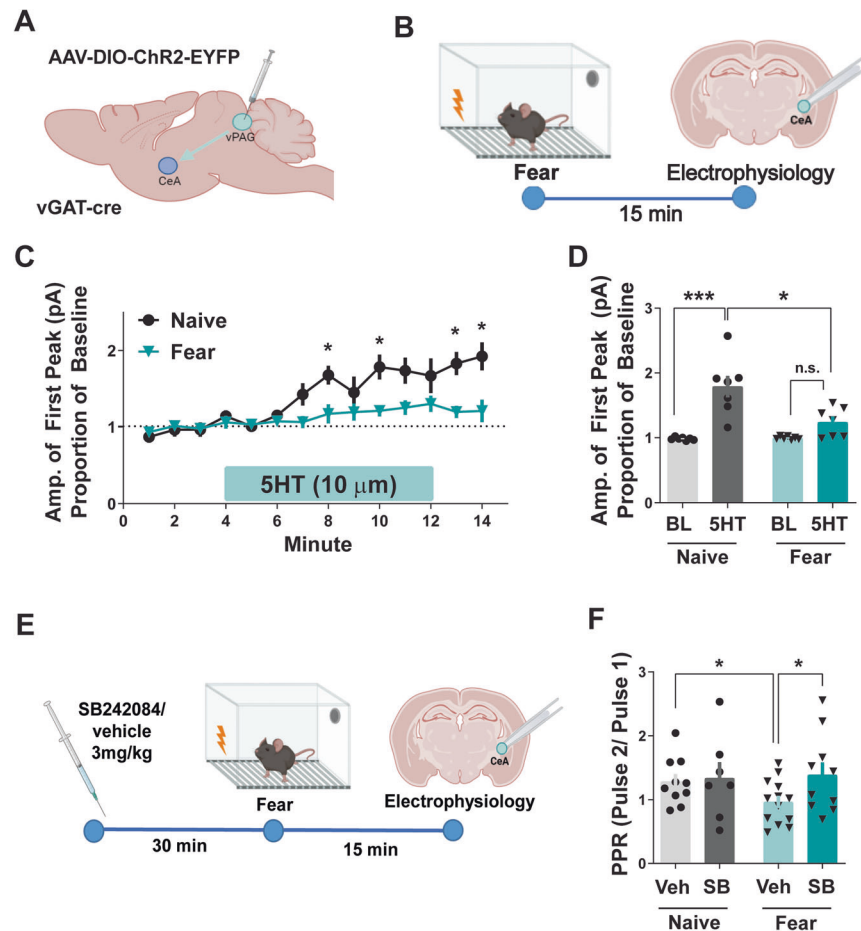 A
AAV-DIO-ChR2-EYFP
vPAG
CeA
vGAT-cre
B
CeA
Fear
Electrophysiology
15 min
C
Amp. of First Peak (pA)
Proportion of Baseline
Naive
Fear
* * * *
2
1
0
5HT (10 μm)
0 2 4 6 8 10 12 14
Minute
D
Amp. of First Peak (pA)
Proportion of Baseline
*** *
n.s.
3
2
1
0
BL 5HT BL 5HT
Naive Fear
E
SB242084/
vehicle
3mg/kg
CeA
Fear
Electrophysiology
30 min
15 min
F
PPR (Pulse 2/ Pulse 1)
* *
3
2
1
0
Veh SB Veh SB
Naive Fear